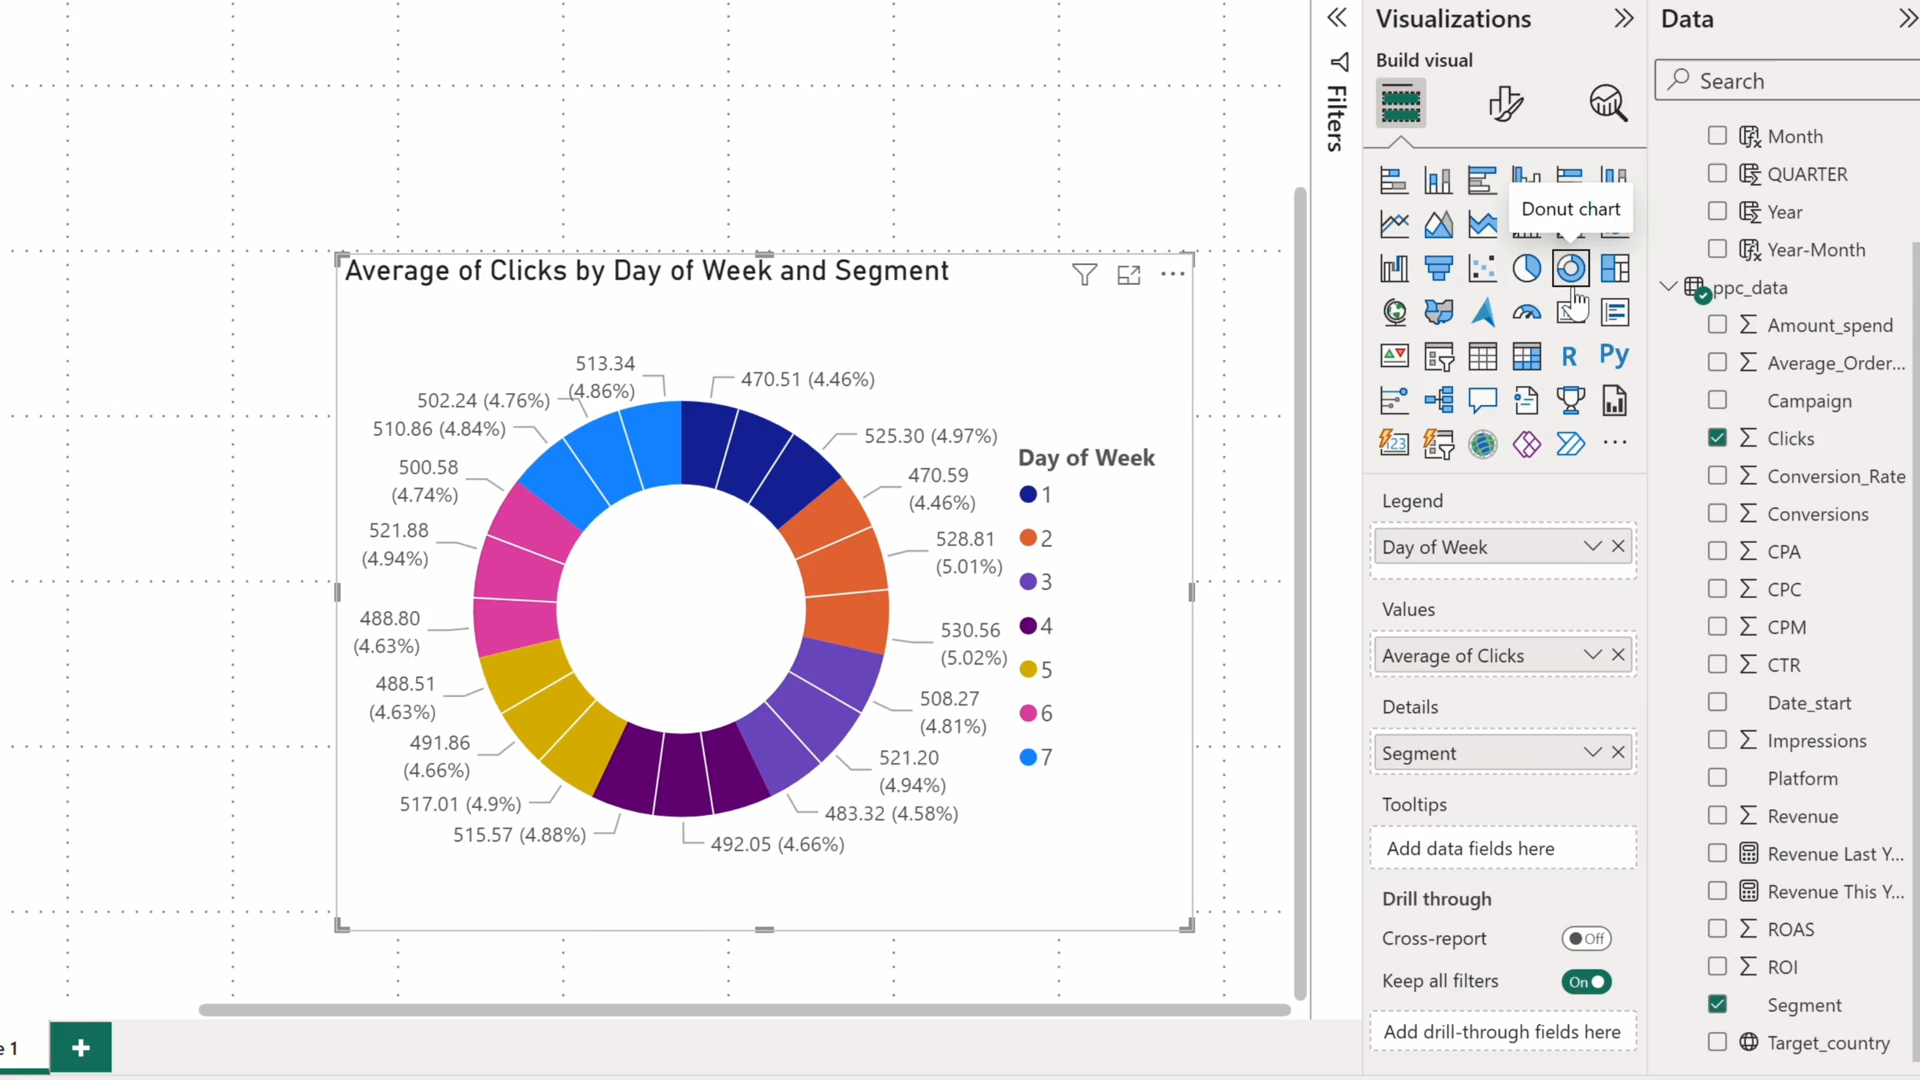 Average of Clicks by Day of Week and Segment
513.34
(4.86%)
470.51 (4.46%)
502.24 (4.76%)
510.86 (4.84%)
525.30 (4.97%)
500.58
(4.74%)
470.59
(4.46%)
521.88
(4.94%)
528.81
(5.01%)
488.80
(4.63%)
530.56
(5.02%)
488.51
(4.63%)
508.27
(4.81%)
491.86
(4.66%)
521.20
(4.94%)
517.01 (4.9%)
483.32 (4.58%)
515.57 (4.88%)
492.05 (4.66%)
Day of Week
1
2
3
4
5
6
7
e 1
+
Filters
Visualizations
Build visual
Donut chart
R
Py
123
Legend
Day of Week
Values
Average of Clicks
Details
Segment
Tooltips
Add data fields here
Drill through
Cross-report
Off
Keep all filters
On
Add drill-through fields here
Data
Search
Month
QUARTER
Year
Year-Month
ppc_data
Amount_spend
Average_Order...
Campaign
Clicks
Conversion_Rate
Conversions
CPA
CPC
CPM
CTR
Date_start
Impressions
Platform
Revenue
Revenue Last Y...
Revenue This Y...
ROAS
ROI
Segment
Target_country